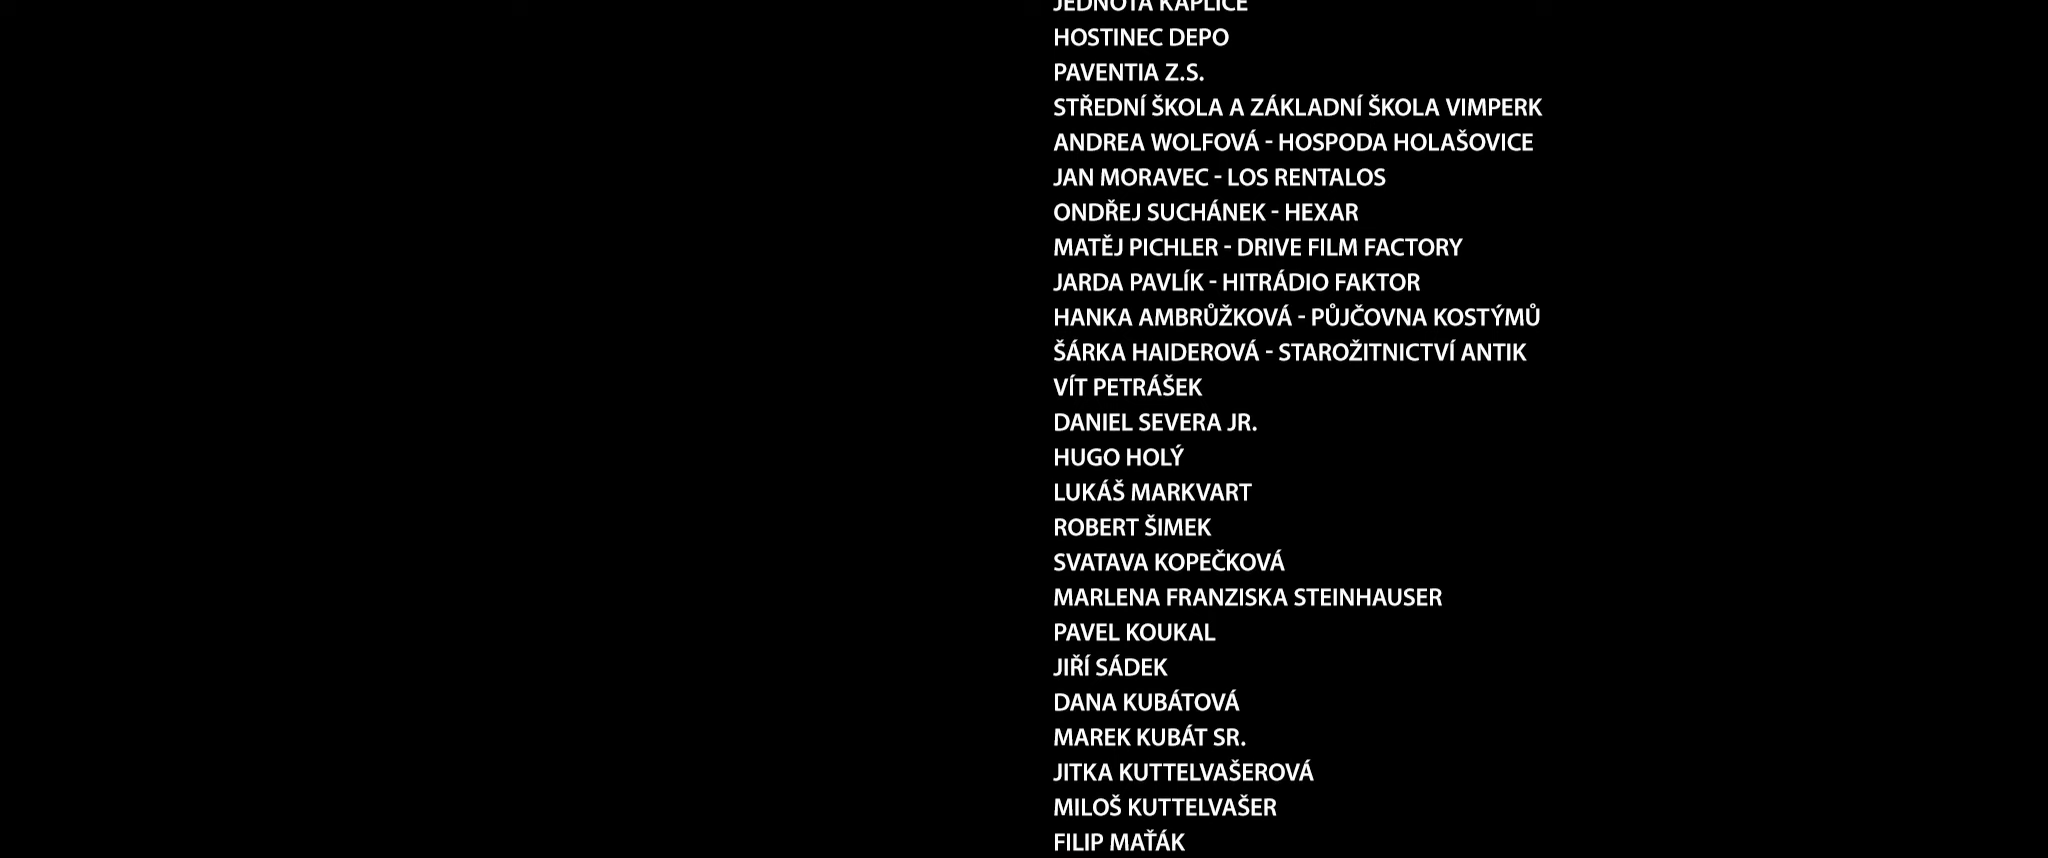 JEDNOTA KAPLICE
HOSTINEC DEPO
PAVENTIA Z.S.
STŘEDNÍ ŠKOLA A ZÁKLADNÍ ŠKOLA VIMPERK
ANDREA WOLFOVÁ - HOSPODA HOLAŠOVICE
JAN MORAVEC - LOS RENTALOS
ONDŘEJ SUCHÁNEK - HEXAR
MATĚJ PICHLER - DRIVE FILM FACTORY
JARDA PAVLÍK - HITRÁDIO FAKTOR
HANKA AMBRŮŽKOVÁ - PŮJČOVNA KOSTÝMŮ
ŠÁRKA HAIDEROVÁ - STAROŽITNICTVÍ ANTIK
VÍT PETRÁŠEK
DANIEL SEVERA JR.
HUGO HOLÝ
LUKÁŠ MARKVART
ROBERT ŠIMEK
SVATAVA KOPEČKOVÁ
MARLENA FRANZISKA STEINHAUSER
PAVEL KOUKAL
JIŘÍ SÁDEK
DANA KUBÁTOVÁ
MAREK KUBÁT SR.
JITKA KUTTELVAŠEROVÁ
MILOŠ KUTTELVAŠER
FILIP MAŤÁK